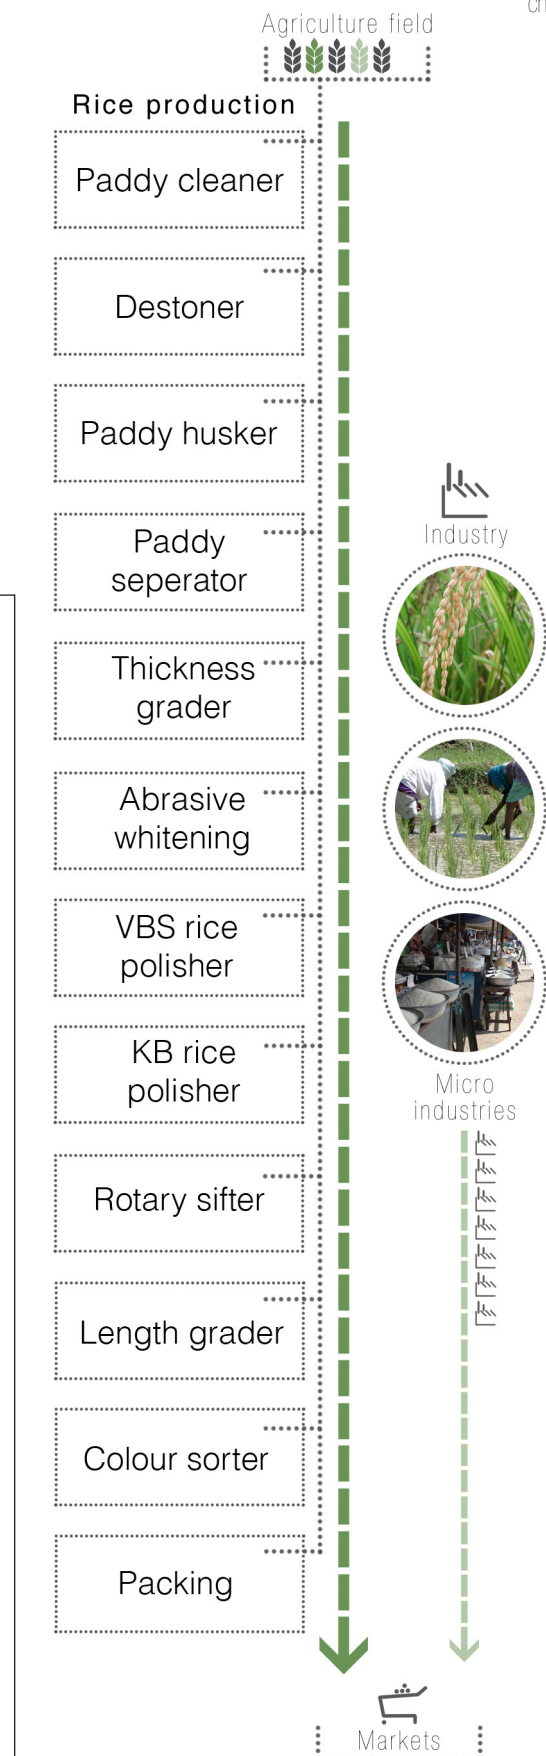 Agriculture field
Rice production
Paddy cleaner
Destoner
Paddy husker
Paddy
seperator
Thickness
grader
Abrasive
whitening
VBS rice
polisher
KB rice
polisher
Rotary sifter
Length grader
Colour sorter
Packing
Industry
Micro
industries
Markets